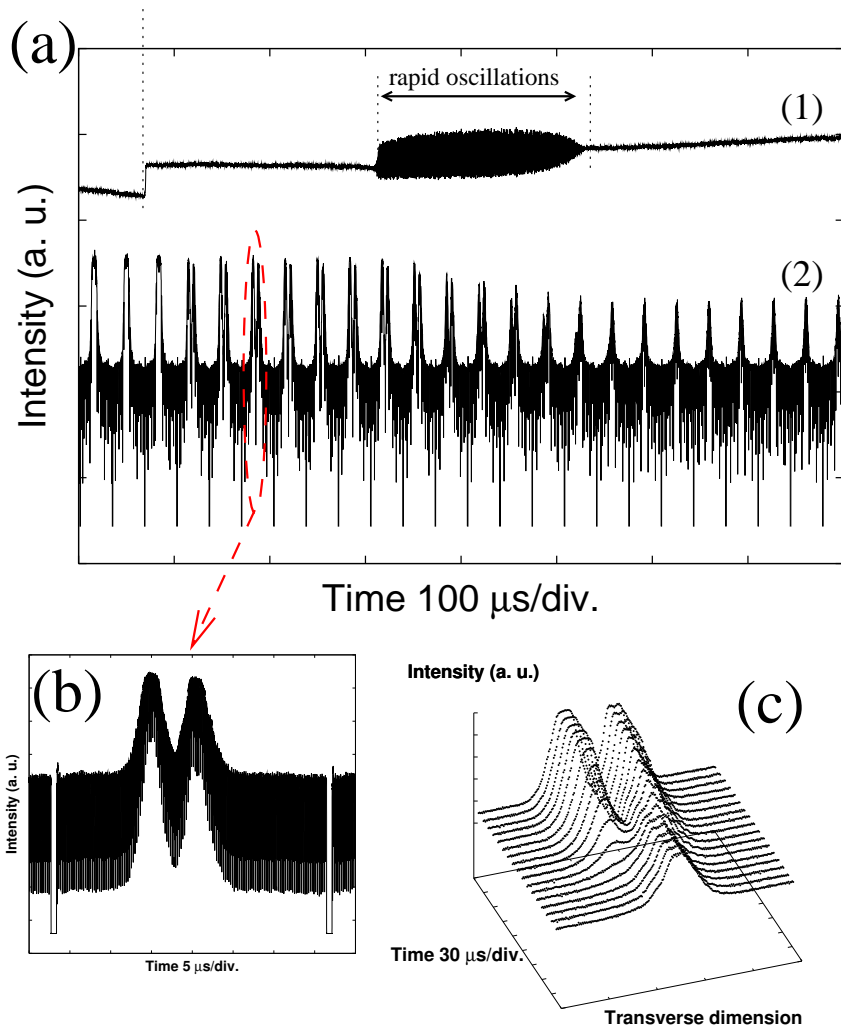 (a)
rapid oscillations
(1)
(2)
Intensity (a. u.)
Time 100 μs/div.
(b)
Intensity (a. u.)
Time 5 μs/div.
Intensity (a. u.)
(c)
Time 30 μs/div.
Transverse dimension